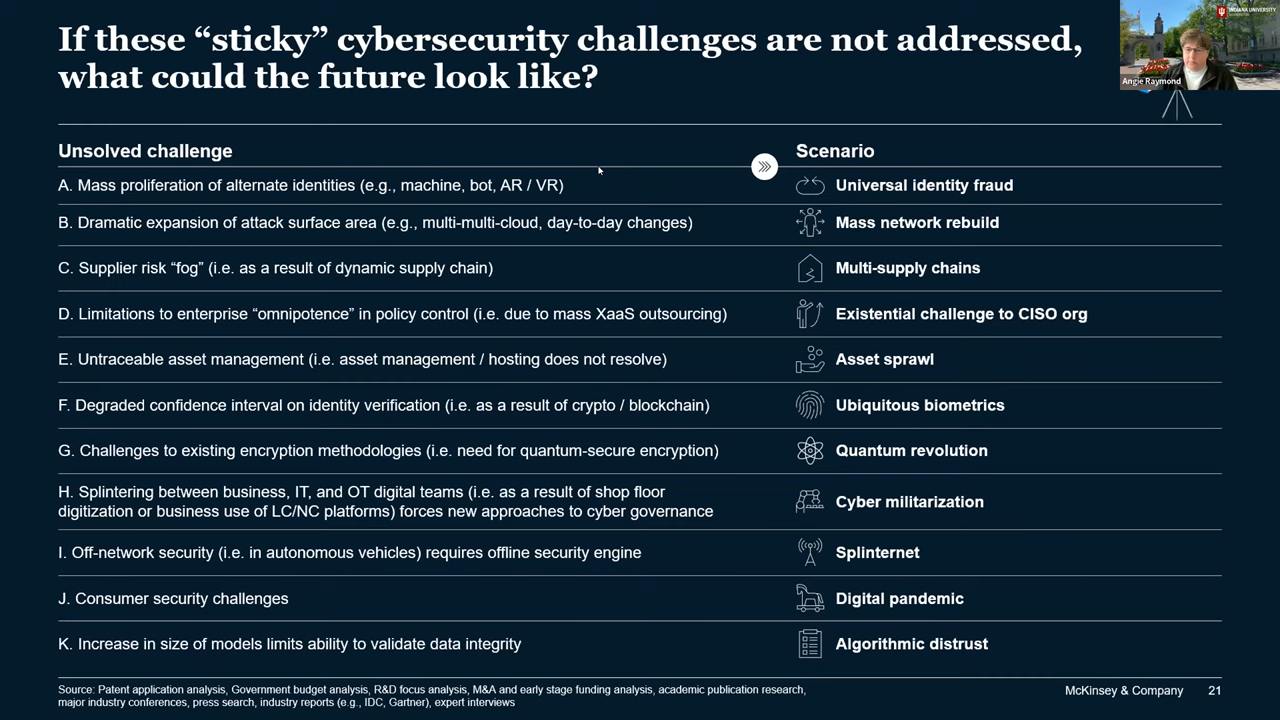 If these “sticky” cybersecurity challenges are not addressed,
what could the future look like?
INDIANA UNIVERSITY
Angie Raymond
Unsolved challenge
Scenario
A. Mass proliferation of alternate identities (e.g., machine, bot, AR / VR)
Universal identity fraud
B. Dramatic expansion of attack surface area (e.g., multi-multi-cloud, day-to-day changes)
Mass network rebuild
C. Supplier risk “fog” (i.e. as a result of dynamic supply chain)
Multi-supply chains
D. Limitations to enterprise “omnipotence” in policy control (i.e. due to mass XaaS outsourcing)
Existential challenge to CISO org
E. Untraceable asset management (i.e. asset management / hosting does not resolve)
Asset sprawl
F. Degraded confidence interval on identity verification (i.e. as a result of crypto / blockchain)
Ubiquitous biometrics
G. Challenges to existing encryption methodologies (i.e. need for quantum-secure encryption)
Quantum revolution
H. Splintering between business, IT, and OT digital teams (i.e. as a result of shop floor
digitization or business use of LC/NC platforms) forces new approaches to cyber governance
Cyber militarization
I. Off-network security (i.e. in autonomous vehicles) requires offline security engine
Splinternet
J. Consumer security challenges
Digital pandemic
K. Increase in size of models limits ability to validate data integrity
Algorithmic distrust
Source: Patent application analysis, Government budget analysis, R&D focus analysis, M&A and early stage funding analysis, academic publication research,
major industry conferences, press search, industry reports (e.g., IDC, Gartner), expert interviews
McKinsey & Company 21